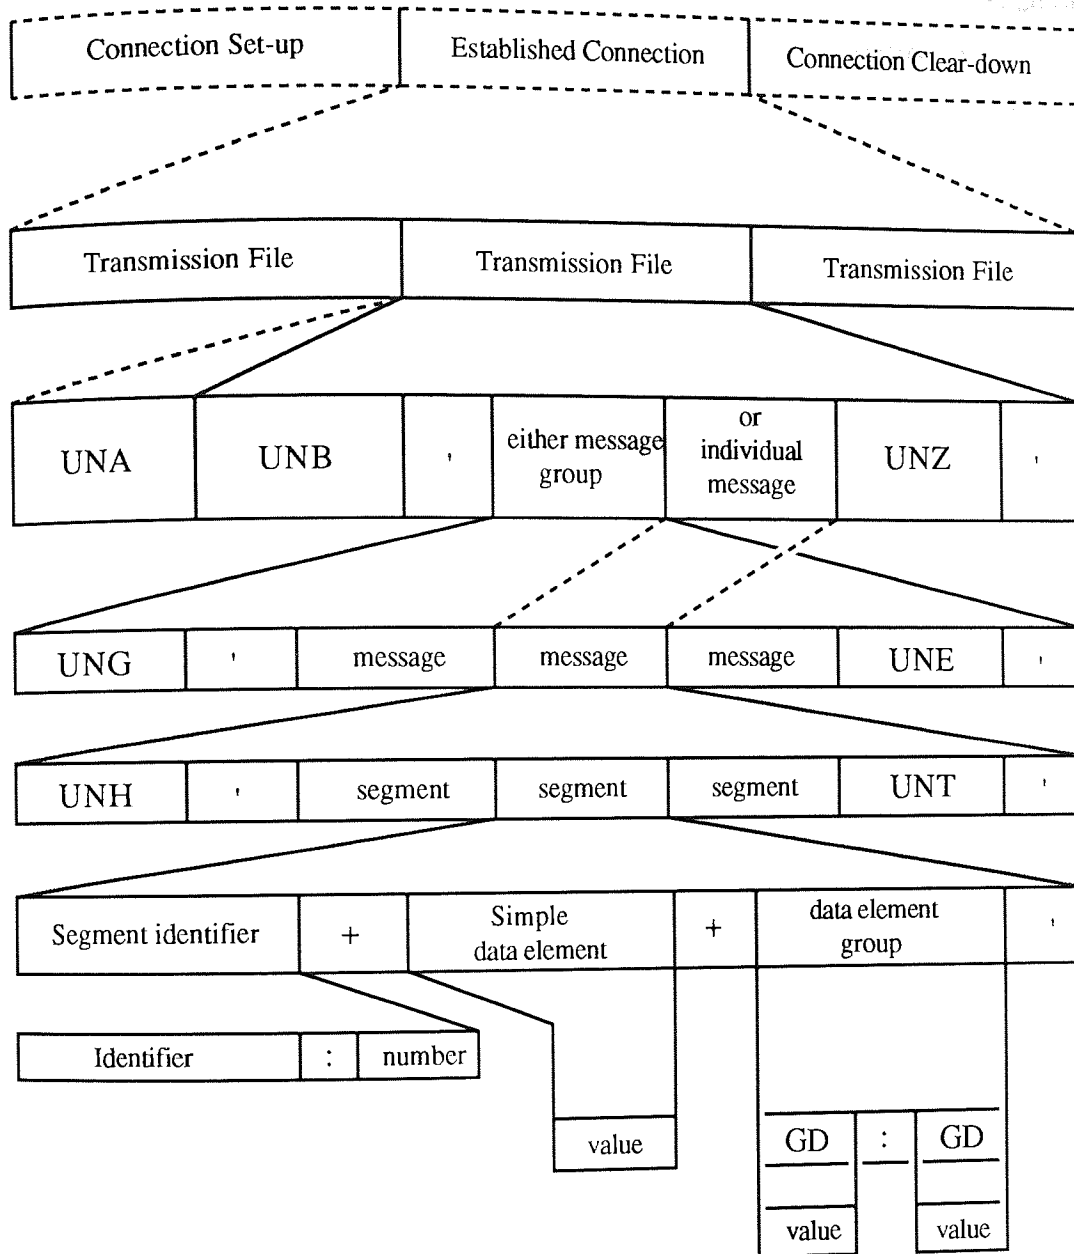 Connection Set-up
Established Connection
Connection Clear-down
Transmission File
Transmission File
Transmission File
UNA
UNB
'
either message
group
or
individual
message
UNZ
'
UNG
'
message
message
message
UNE
'
UNH
'
segment
segment
segment
UNT
'
Segment identifier
+
Simple
data element
+
data element
group
'
Identifier
:
number
value
GD
:
GD
value
value